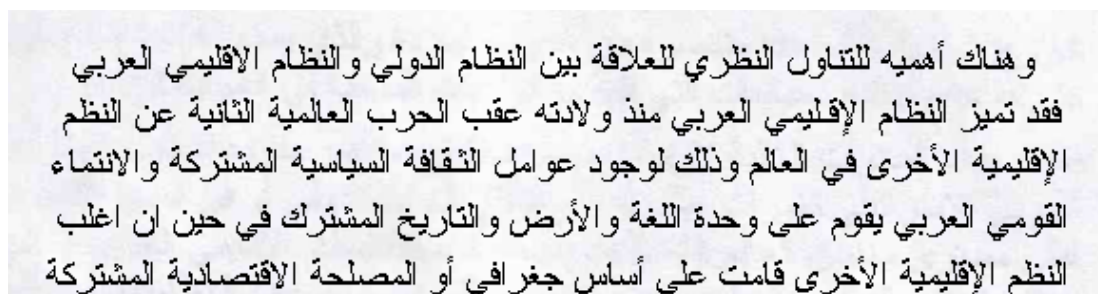 وهناك أهميه للتناول النظري للعلاقة بين النظام الدولي والنظام الاقليمي العربي
فقد تميز النظام الإقليمي العربي منذ ولادته عقب الحرب العالمية الثانية عن النظم
الإقليمية الأخرى في العالم وذلك لوجود عوامل الثقافة السياسية المشتركة والانتماء
القومي العربي يقوم على وحدة اللغة والأرض والتاريخ المشترك في حين ان اغلب
النظم الإقليمية الأخرى قامت على أساس جغرافي أو المصلحة الاقتصادية المشتركة